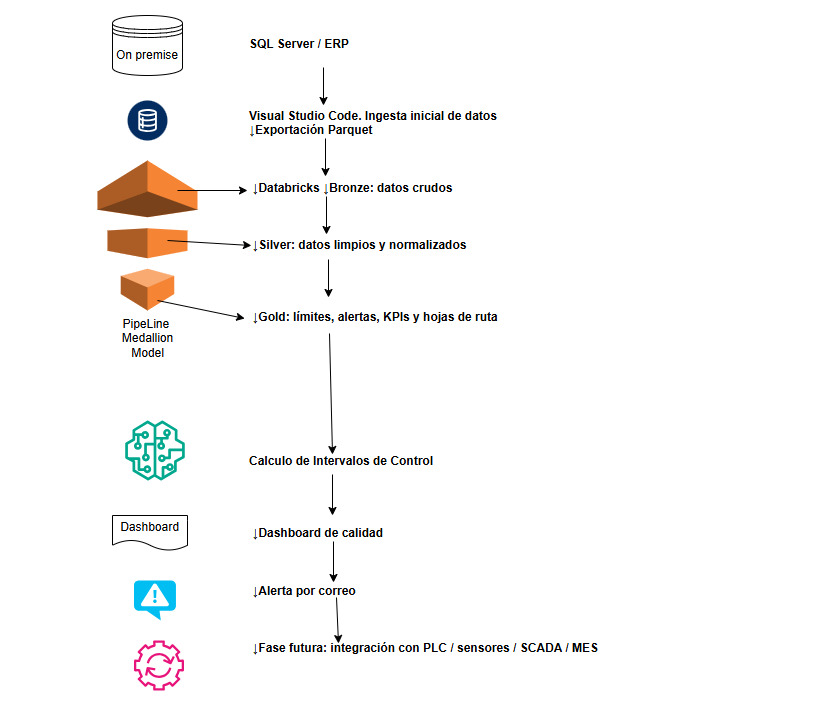 On premise
SQL Server / ERP
Visual Studio Code. Ingesta inicial de datos
↓Exportación Parquet
↓Databricks ↓Bronze: datos crudos
↓Silver: datos limpios y normalizados
↓Gold: límites, alertas, KPIs y hojas de ruta
PipeLine
Medallion
Model
Calculo de Intervalos de Control
Dashboard
↓Dashboard de calidad
↓Alerta por correo
↓Fase futura: integración con PLC / sensores / SCADA / MES